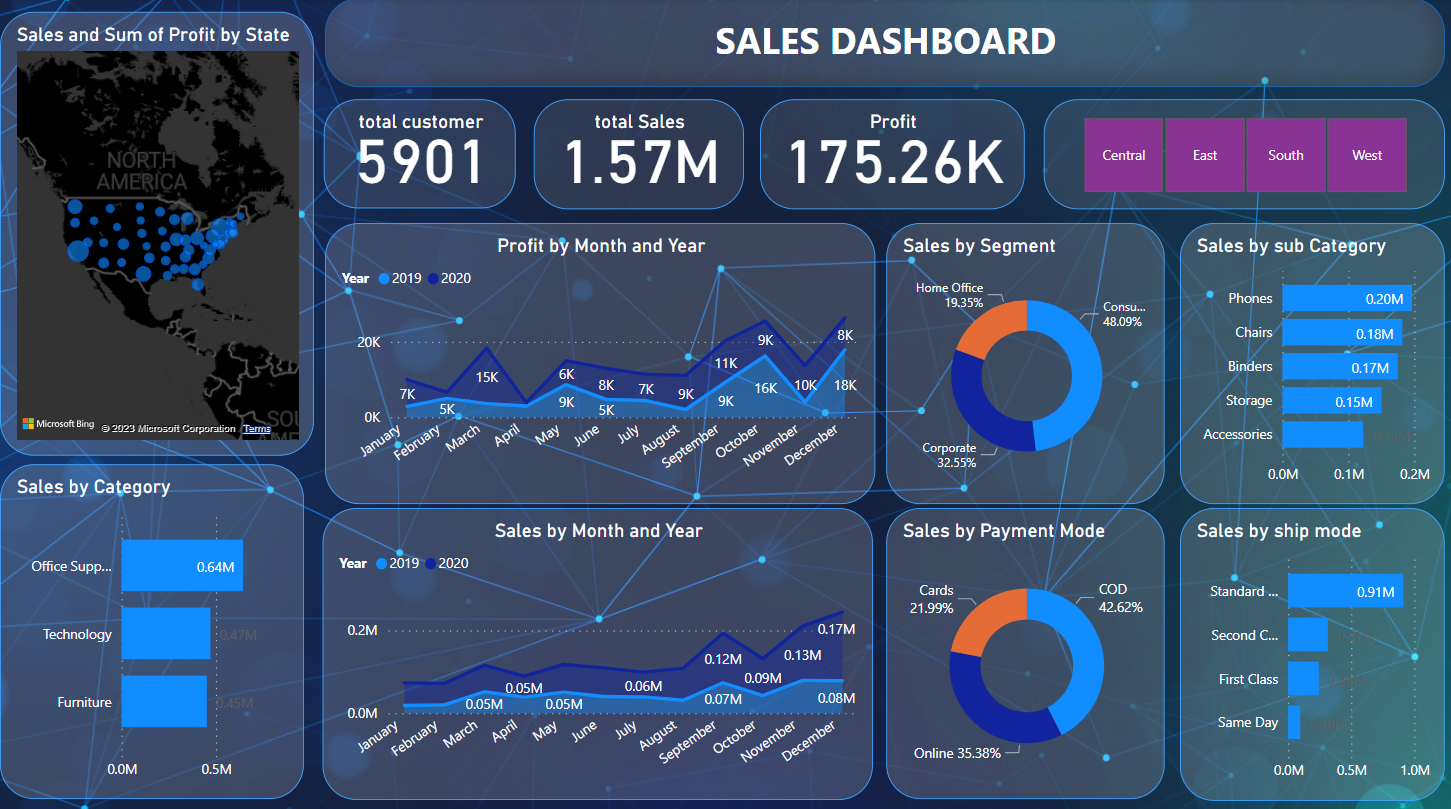 Sales and Sum of Profit by State
NORTH
AMERICA
Microsoft Bing
© 2023 Microsoft Corporation Terms
SALES DASHBOARD
total customer
5901
total Sales
1.57M
Profit
175.26K
Central
East
South
West
Profit by Month and Year
Year 2019 2020
20K
0K
7K
5K
15K
6K
9K
8K
5K
7K
9K
11K
9K
9K
16K
10K
8K
18K
January
February
March
April
May
June
July
August
September
October
November
December
Sales by Segment
Home Office
19.35%
Consu...
48.09%
Corporate
32.55%
Sales by sub Category
Phones
0.20M
Chairs
0.18M
Binders
0.17M
Storage
0.15M
Accessories
0.0M
0.1M
0.2M
Sales by Category
Office Supp...
0.64M
Technology
0.47M
Furniture
0.45M
0.0M
0.5M
Sales by Month and Year
Year 2019 2020
0.2M
0.0M
0.05M
0.05M
0.05M
0.06M
0.12M
0.07M
0.09M
0.13M
0.17M
0.08M
January
February
March
April
May
June
July
August
September
October
November
December
Sales by Payment Mode
Cards
21.99%
COD
42.62%
Online 35.38%
Sales by ship mode
Standard ...
0.91M
Second C...
First Class
Same Day
0.0M
0.5M
1.0M